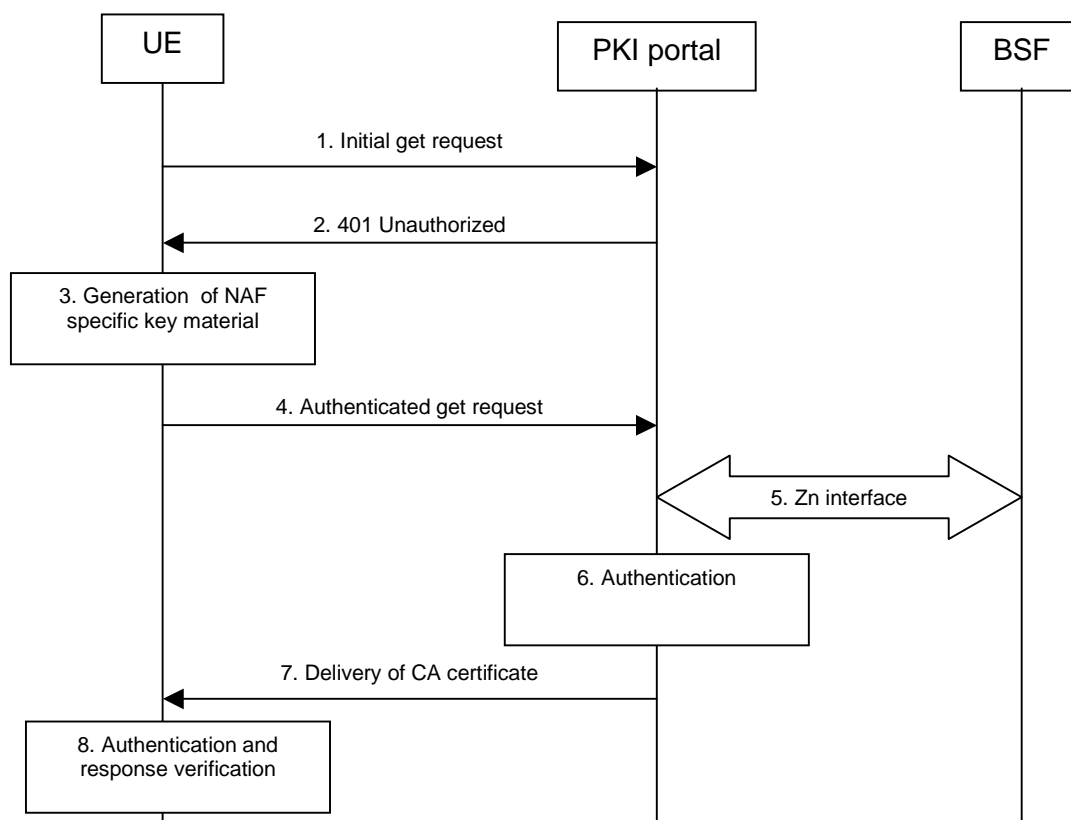 UE
PKI portal
BSF
1. Initial get request
2. 401 Unauthorized
3. Generation of NAF
specific key material
4. Authenticated get request
5. Zn interface
6. Authentication
7. Delivery of CA certificate
8. Authentication and
response verification